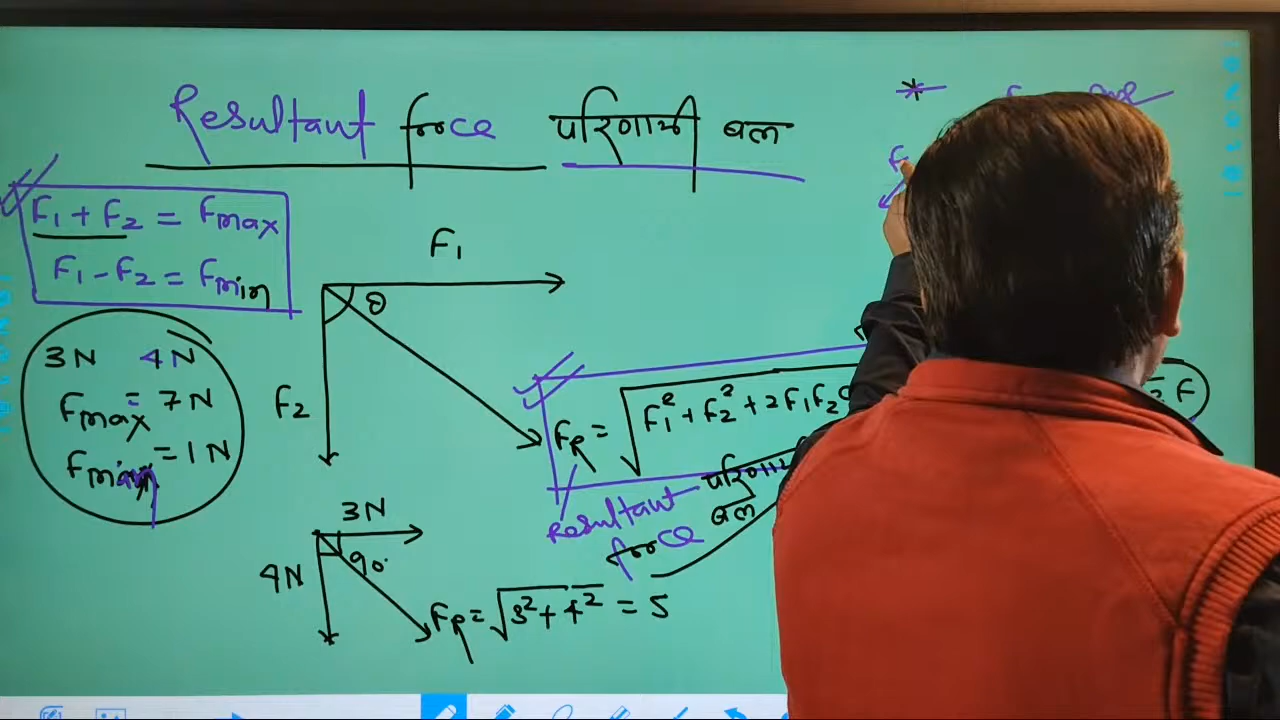 Resultant force परिणामी बल
F₁ + F₂ = Fmax
F₁ - F₂ = Fmin
3N 4N
Fmax = 7N
Fmin = 1N
F₁
θ
F₂
FR = √F₁² + F₂² + 2F₁F₂
Resultant force
बल
3N
4N
90°
FR = √3² + 4² = 5
*
F